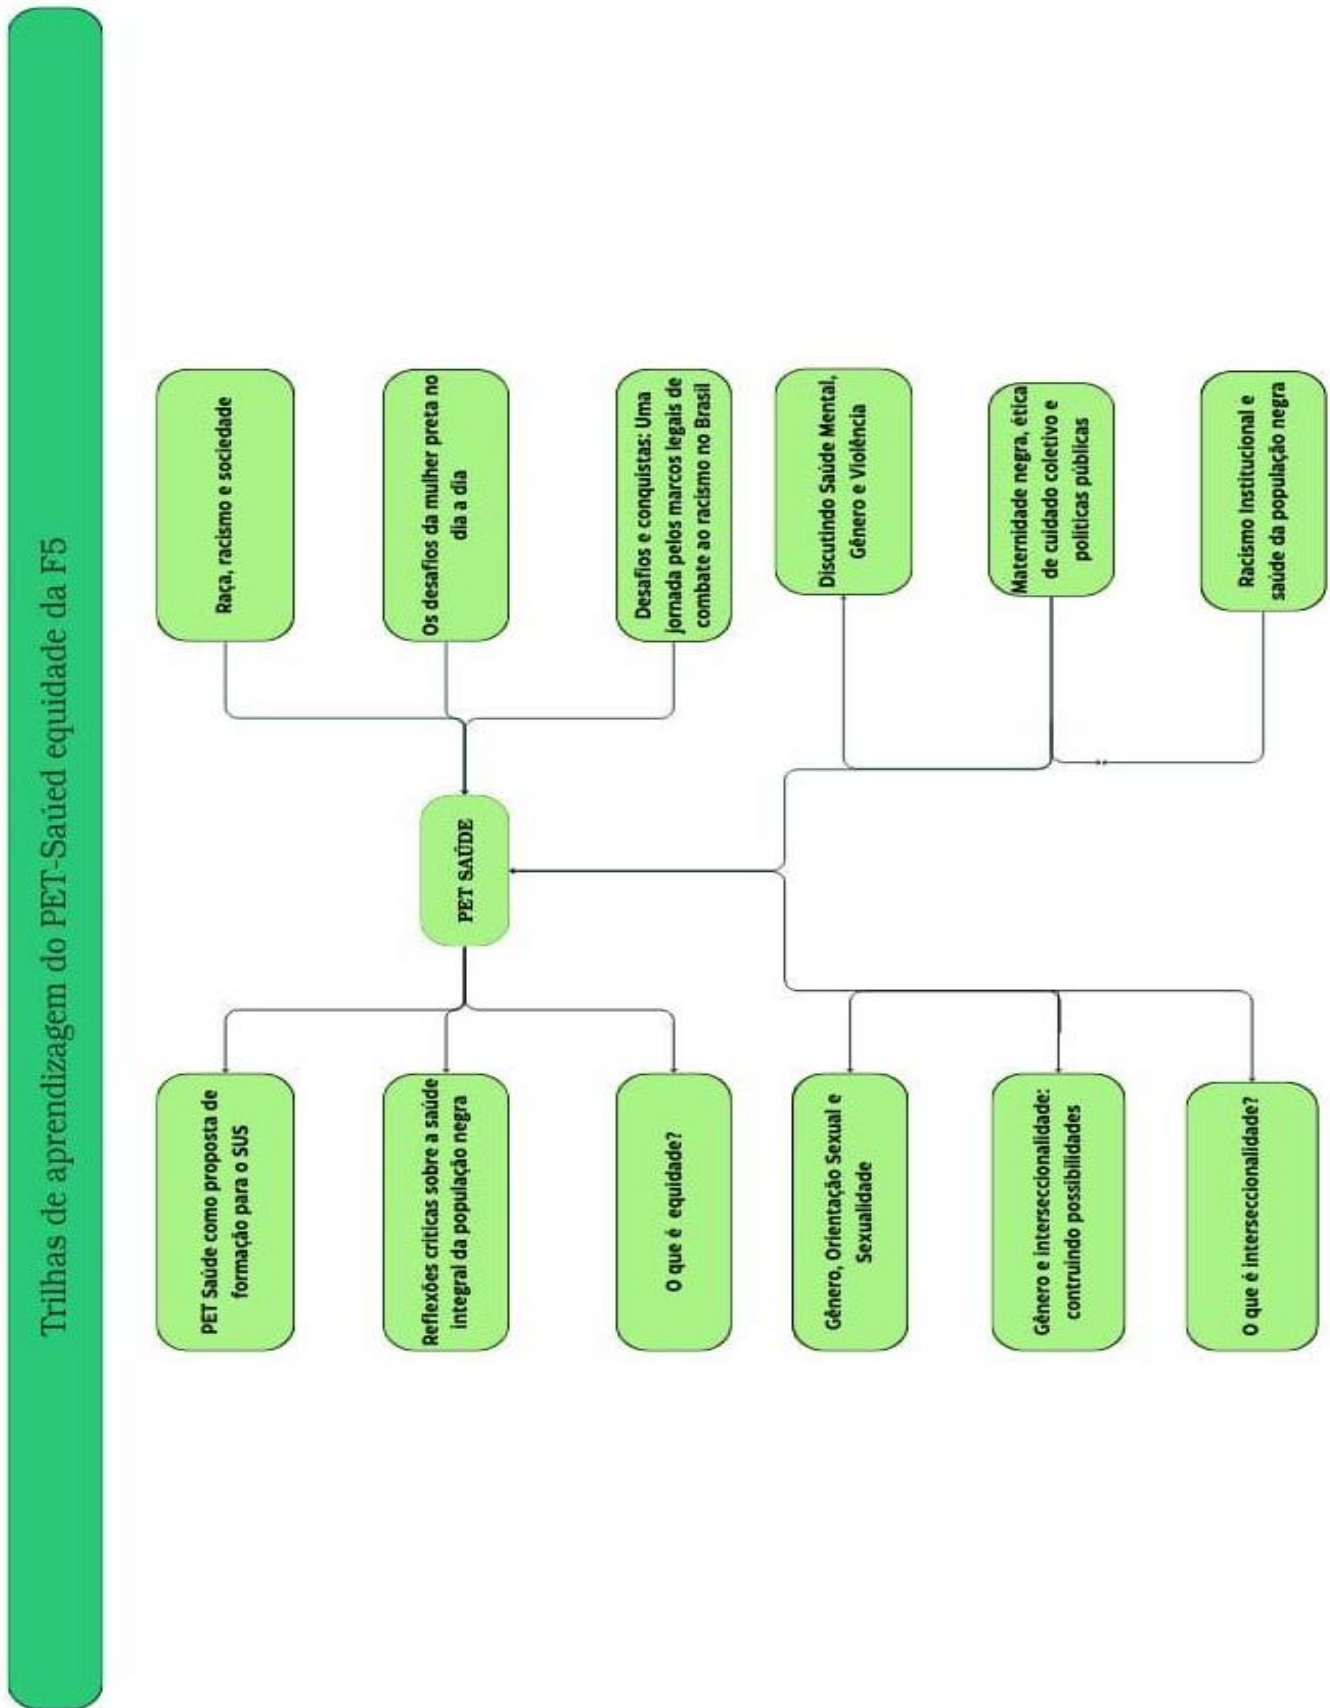 Trilhas de aprendizagem do PET-Saúed equidade da F5
PET Saúde como proposta de
formação para o SUS
Raça, racismo e sociedade
Reflexões criticas sobre a saúde
integral da população negra
PET SAÚDE
Os desafios da mulher preta no
dia a dia
O que é equidade?
Desafios e conquistas: Uma
jornada pelos marcos legais de
combate ao racismo no Brasil
Gênero, Orientação Sexual e
Sexualidade
Discutindo Saúde Mental,
Gênero e Violência
Gênero e interseccionalidade:
contruindo possibilidades
Maternidade negra, ética
de cuidado coletivo e
politicas públicas
O que é interseccionalidade?
Racismo Institucional e
saúde da população negra